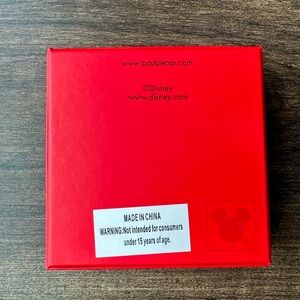 www.baublebar.com
©Disney
www.disney.com
MADE IN CHINA
WARNING:Not intended for consumers
under 15 years of age.